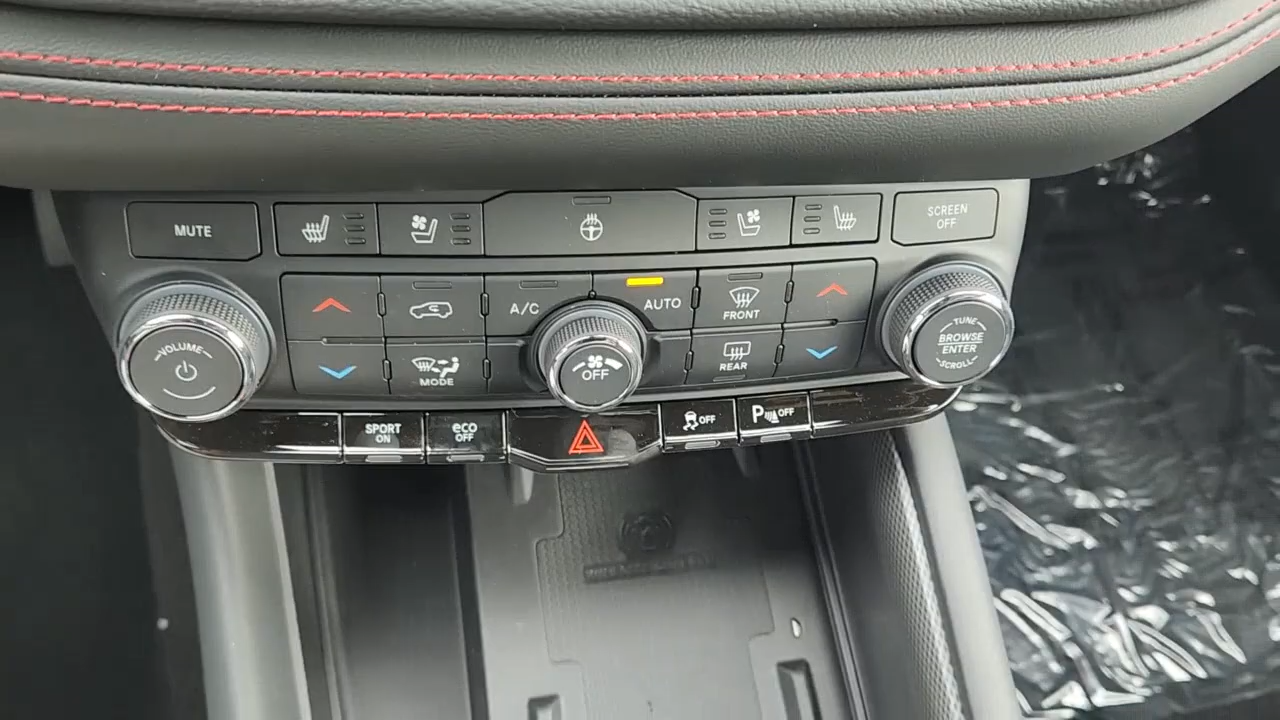 MUTE
SCREEN
OFF
A/C
AUTO
FRONT
VOLUME
MODE
OFF
REAR
TUNE
BROWSE
ENTER
SCROLL
SPORT
ON
eco
OFF
OFF
P OFF